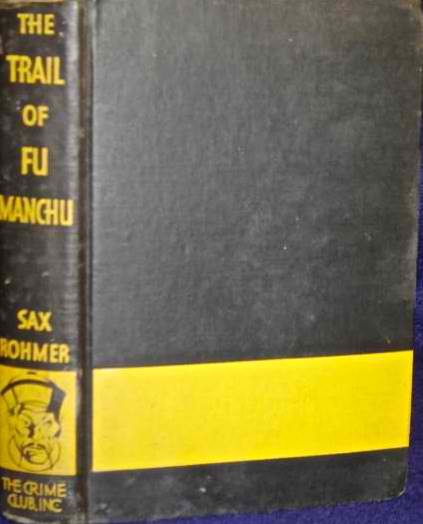 THE
TRAIL
OF
FU
MANCHU
SAX
ROHMER
THE CRIME
CLUB, INC